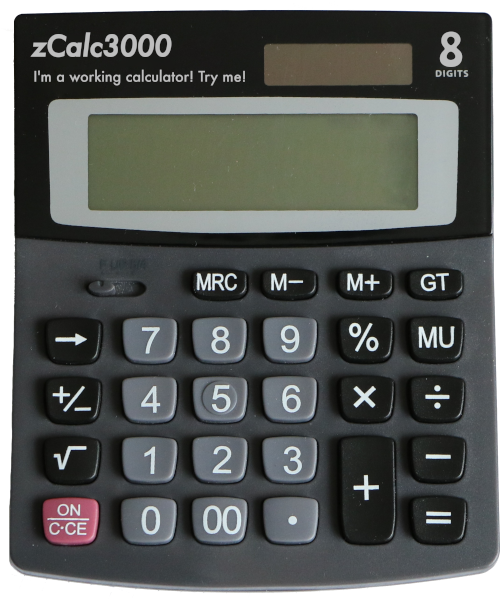 zCalc3000
I'm a working calculator! Try me!
8
DIGITS
MRC M− M+ GT
→ 7 8 9 % MU
+/− 4 5 6 × ÷
√ 1 2 3 + −
ON
C·CE 0 00 · =